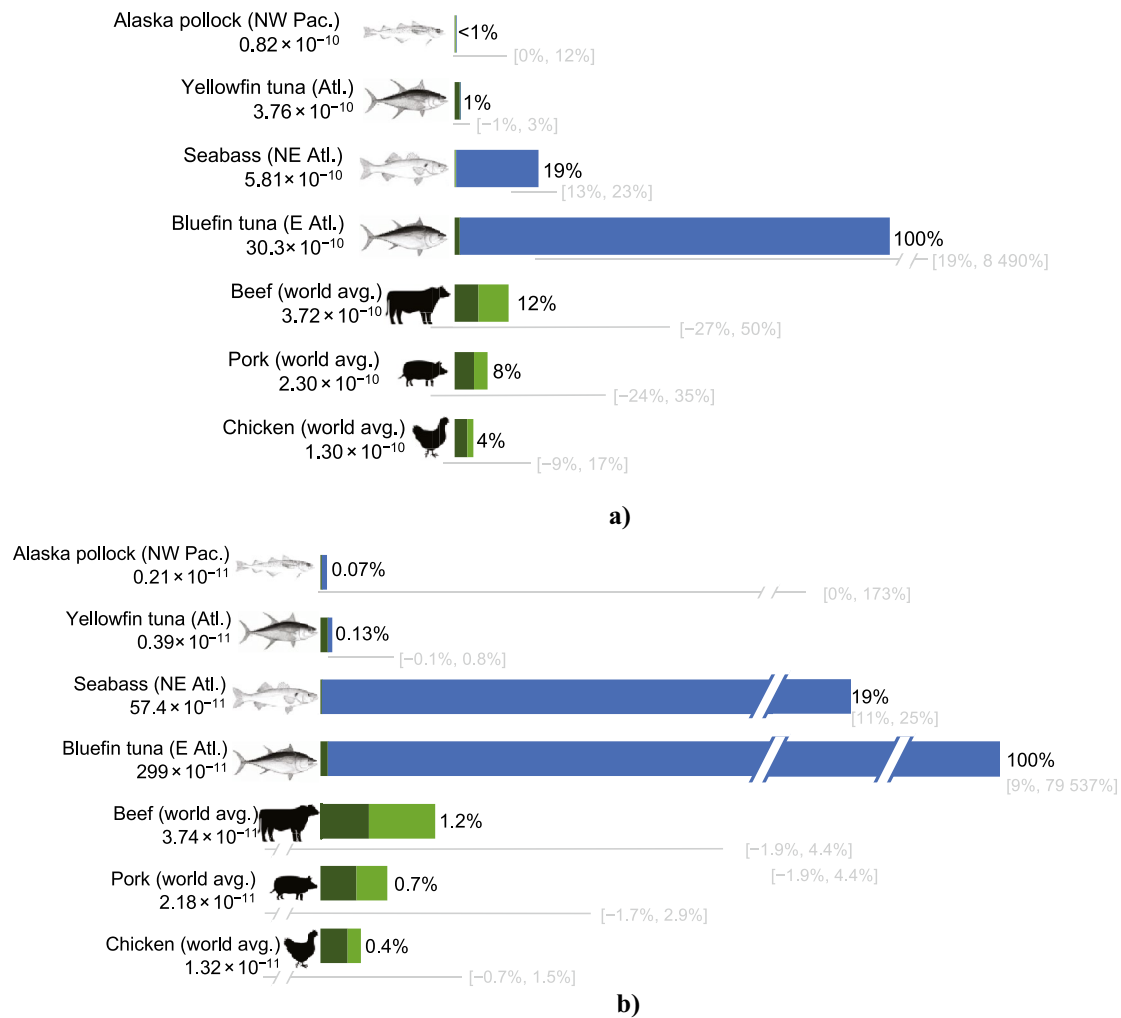 Alaska pollock (NW Pac.)
0.82 × 10⁻¹⁰
<1%
[0%, 12%]
Yellowfin tuna (Atl.)
3.76 × 10⁻¹⁰
1%
[−1%, 3%]
Seabass (NE Atl.)
5.81 × 10⁻¹⁰
19%
[13%, 23%]
Bluefin tuna (E Atl.)
30.3 × 10⁻¹⁰
100%
[19%, 8 490%]
Beef (world avg.)
3.72 × 10⁻¹⁰
12%
[−27%, 50%]
Pork (world avg.)
2.30 × 10⁻¹⁰
8%
[−24%, 35%]
Chicken (world avg.)
1.30 × 10⁻¹⁰
4%
[−9%, 17%]
a)
Alaska pollock (NW Pac.)
0.21 × 10⁻¹¹
0.07%
[0%, 173%]
Yellowfin tuna (Atl.)
0.39 × 10⁻¹¹
0.13%
[−0.1%, 0.8%]
Seabass (NE Atl.)
57.4 × 10⁻¹¹
19%
[11%, 25%]
Bluefin tuna (E Atl.)
299 × 10⁻¹¹
100%
[9%, 79 537%]
Beef (world avg.)
3.74 × 10⁻¹¹
1.2%
[−1.9%, 4.4%]
[−1.9%, 4.4%]
Pork (world avg.)
2.18 × 10⁻¹¹
0.7%
[−1.7%, 2.9%]
Chicken (world avg.)
1.32 × 10⁻¹¹
0.4%
[−0.7%, 1.5%]
b)